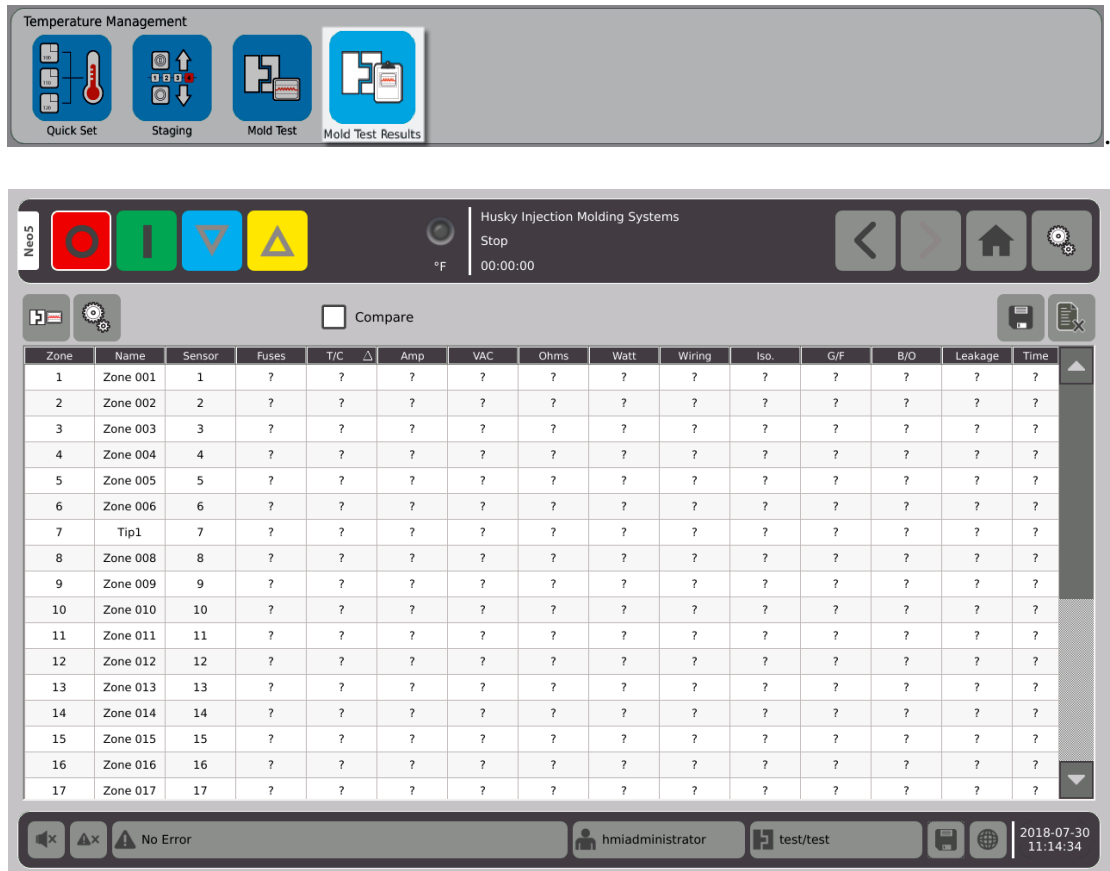 Temperature Management
Quick Set Staging Mold Test Mold Test Results
.
Neo5
Husky Injection Molding Systems
Stop
°F 00:00:00
Compare
Zone Name Sensor Fuses T/C △ Amp VAC Ohms Watt Wiring Iso. G/F B/O Leakage Time
1 Zone 001 1 ? ? ? ? ? ? ? ? ? ? ? ?
2 Zone 002 2 ? ? ? ? ? ? ? ? ? ? ? ?
3 Zone 003 3 ? ? ? ? ? ? ? ? ? ? ? ?
4 Zone 004 4 ? ? ? ? ? ? ? ? ? ? ? ?
5 Zone 005 5 ? ? ? ? ? ? ? ? ? ? ? ?
6 Zone 006 6 ? ? ? ? ? ? ? ? ? ? ? ?
7 Tip1 7 ? ? ? ? ? ? ? ? ? ? ? ?
8 Zone 008 8 ? ? ? ? ? ? ? ? ? ? ? ?
9 Zone 009 9 ? ? ? ? ? ? ? ? ? ? ? ?
10 Zone 010 10 ? ? ? ? ? ? ? ? ? ? ? ?
11 Zone 011 11 ? ? ? ? ? ? ? ? ? ? ? ?
12 Zone 012 12 ? ? ? ? ? ? ? ? ? ? ? ?
13 Zone 013 13 ? ? ? ? ? ? ? ? ? ? ? ?
14 Zone 014 14 ? ? ? ? ? ? ? ? ? ? ? ?
15 Zone 015 15 ? ? ? ? ? ? ? ? ? ? ? ?
16 Zone 016 16 ? ? ? ? ? ? ? ? ? ? ? ?
17 Zone 017 17 ? ? ? ? ? ? ? ? ? ? ? ?
No Error hmiadministrator test/test 2018-07-30
11:14:34